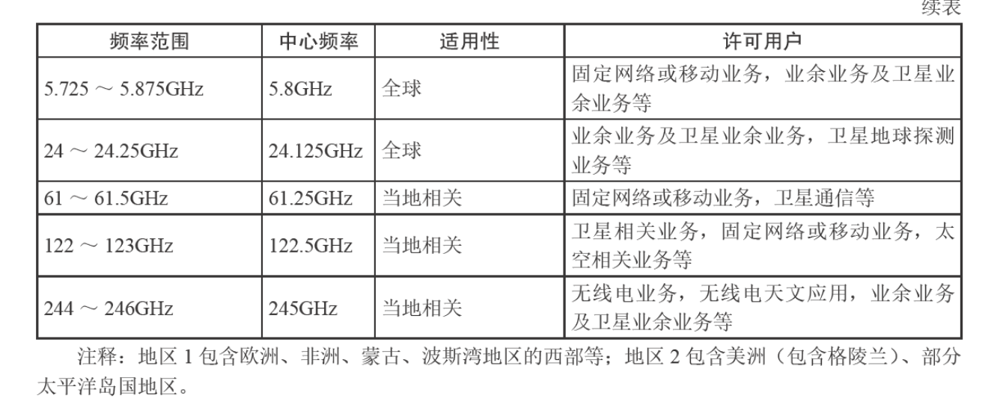 续表
频率范围 中心频率 适用性 许可用户
5.725 ～ 5.875GHz 5.8GHz 全球 固定网络或移动业务，业余业务及卫星业
余业务等
24 ～ 24.25GHz 24.125GHz 全球 业余业务及卫星业余业务，卫星地球探测
业务等
61 ～ 61.5GHz 61.25GHz 当地相关 固定网络或移动业务，卫星通信等
122 ～ 123GHz 122.5GHz 当地相关 卫星相关业务，固定网络或移动业务，太
空相关业务等
244 ～ 246GHz 245GHz 当地相关 无线电业务，无线电天文应用，业余业务
及卫星业余业务等
注释：地区 1 包含欧洲、非洲、蒙古、波斯湾地区的西部等；地区 2 包含美洲（包含格陵兰）、部分
太平洋岛国地区。